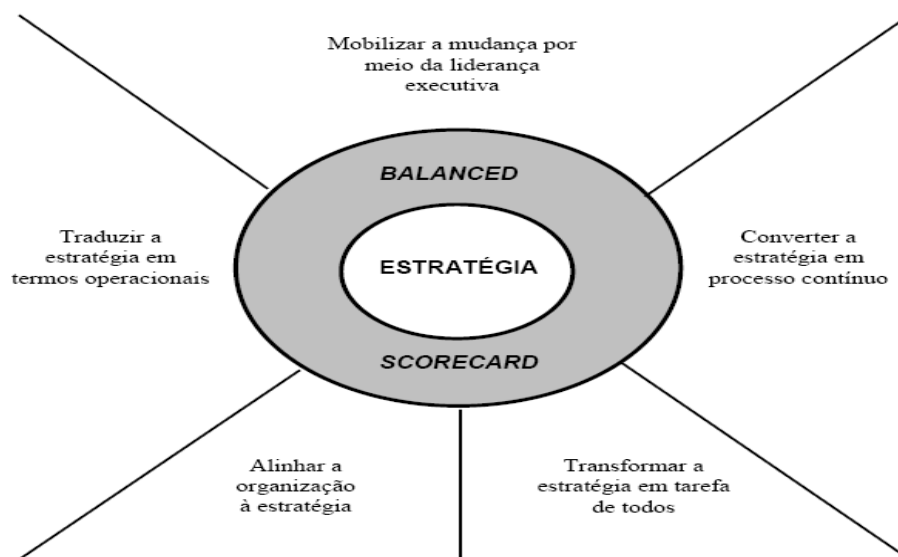 Mobilizar a mudança por
meio da liderança
executiva
BALANCED
Traduzir a
estratégia em
termos operacionais
ESTRATÉGIA
Converter a
estratégia em
processo contínuo
SCORECARD
Alinhar a
organização
à estratégia
Transformar a
estratégia em tarefa
de todos